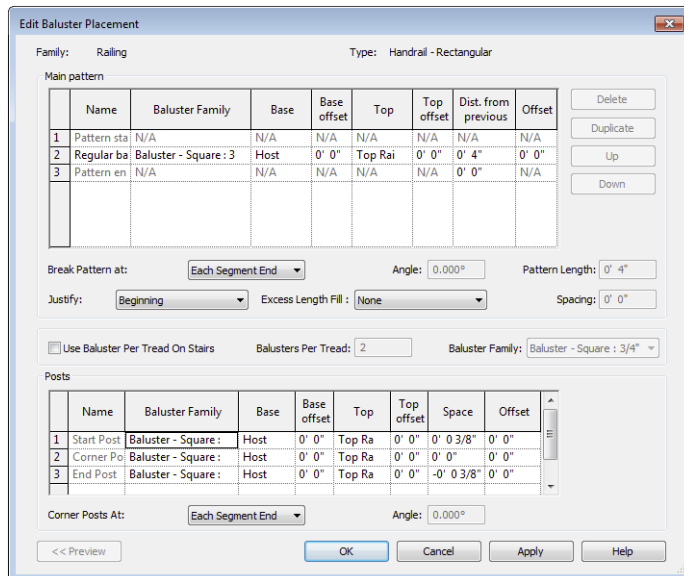 Edit Baluster Placement
Family: Railing Type: Handrail - Rectangular
Main pattern
Name Baluster Family Base Base offset Top Top offset Dist. from previous Offset
1 Pattern sta N/A N/A N/A N/A N/A N/A N/A
2 Regular ba Baluster - Square : 3 Host 0' 0" Top Rai 0' 0" 0' 4" 0' 0"
3 Pattern en N/A N/A N/A N/A N/A 0' 0" N/A
Delete
Duplicate
Up
Down
Break Pattern at: Each Segment End Angle: 0.000° Pattern Length: 0' 4"
Justify: Beginning Excess Length Fill : None Spacing: 0' 0"
Use Baluster Per Tread On Stairs Balusters Per Tread: 2 Baluster Family: Baluster - Square : 3/4"
Posts
Name Baluster Family Base Base offset Top Top offset Space Offset
1 Start Post Baluster - Square : Host 0' 0" Top Ra 0' 0" 0' 0 3/8" 0' 0"
2 Corner Po Baluster - Square : Host 0' 0" Top Ra 0' 0" 0' 0" 0' 0"
3 End Post Baluster - Square : Host 0' 0" Top Ra 0' 0" -0' 0 3/8" 0' 0"
Corner Posts At: Each Segment End Angle: 0.000°
<< Preview OK Cancel Apply Help